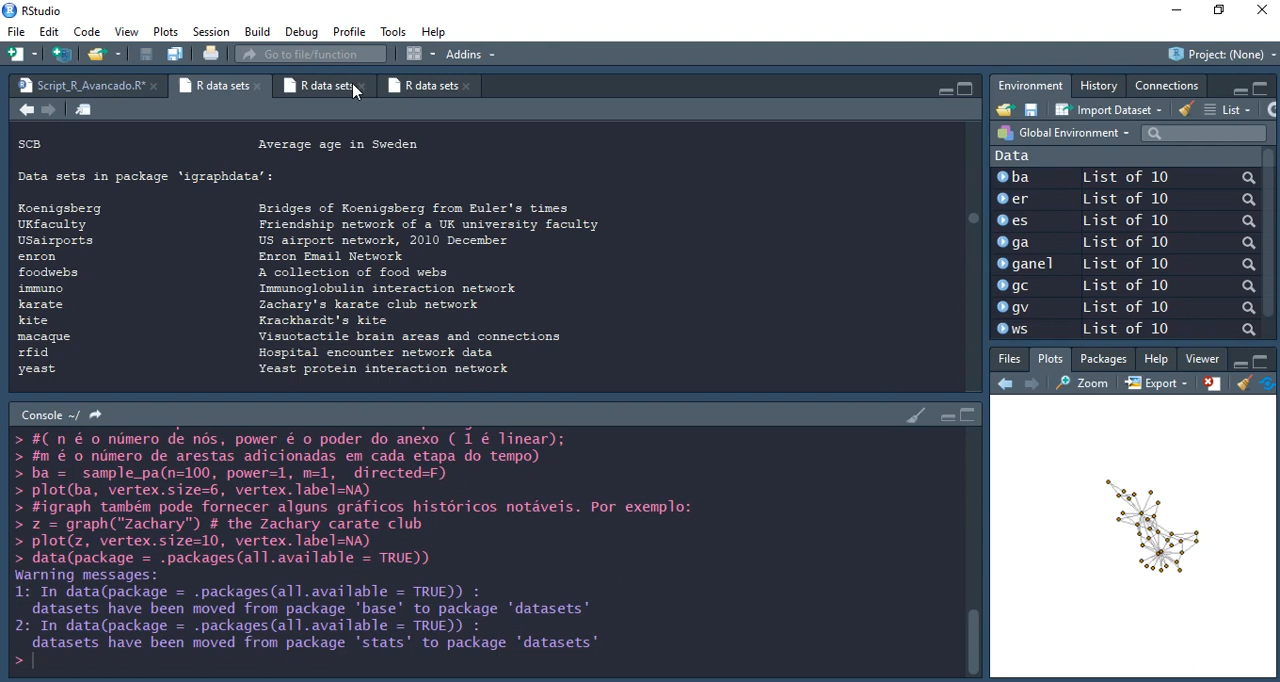 RStudio
File Edit Code View Plots Session Build Debug Profile Tools Help
Go to file/function Addins Project: (None)
Script_R_Avancado.R* R data sets R data sets R data sets
SCB Average age in Sweden
Data sets in package ‘igraphdata’:
Koenigsberg Bridges of Koenigsberg from Euler's times
UKfaculty Friendship network of a UK university faculty
USairports US airport network, 2010 December
enron Enron Email Network
foodwebs A collection of food webs
immuno Immunoglobulin interaction network
karate Zachary's karate club network
kite Krackhardt's kite
macaque Visuotactile brain areas and connections
rfid Hospital encounter network data
yeast Yeast protein interaction network
Console ~/
> #( n é o número de nós, power é o poder do anexo ( 1 é linear);
> #m é o número de arestas adicionadas em cada etapa do tempo)
> ba =  sample_pa(n=100, power=1, m=1,  directed=F)
> plot(ba, vertex.size=6, vertex.label=NA)
> #igraph também pode fornecer alguns gráficos históricos notáveis. Por exemplo:
> z = graph("Zachary") # the Zachary carate club
> plot(z, vertex.size=10, vertex.label=NA)
> data(package = .packages(all.available = TRUE))
Warning messages:
1: In data(package = .packages(all.available = TRUE)) :
datasets have been moved from package 'base' to package 'datasets'
2: In data(package = .packages(all.available = TRUE)) :
datasets have been moved from package 'stats' to package 'datasets'
>
Environment History Connections
Import Dataset List
Global Environment
Data
ba List of 10
er List of 10
es List of 10
ga List of 10
ganel List of 10
gc List of 10
gv List of 10
ws List of 10
Files Plots Packages Help Viewer
Zoom Export